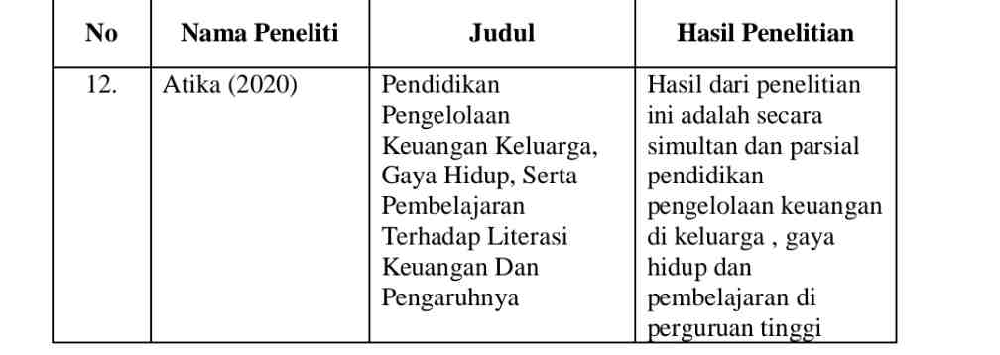 No Nama Peneliti Judul Hasil Penelitian
12. Atika (2020) Pendidikan Hasil dari penelitian
Pengelolaan ini adalah secara
Keuangan Keluarga, simultan dan parsial
Gaya Hidup, Serta pendidikan
Pembelajaran pengelolaan keuangan
Terhadap Literasi di keluarga , gaya
Keuangan Dan hidup dan
Pengaruhnya pembelajaran di
perguruan tinggi